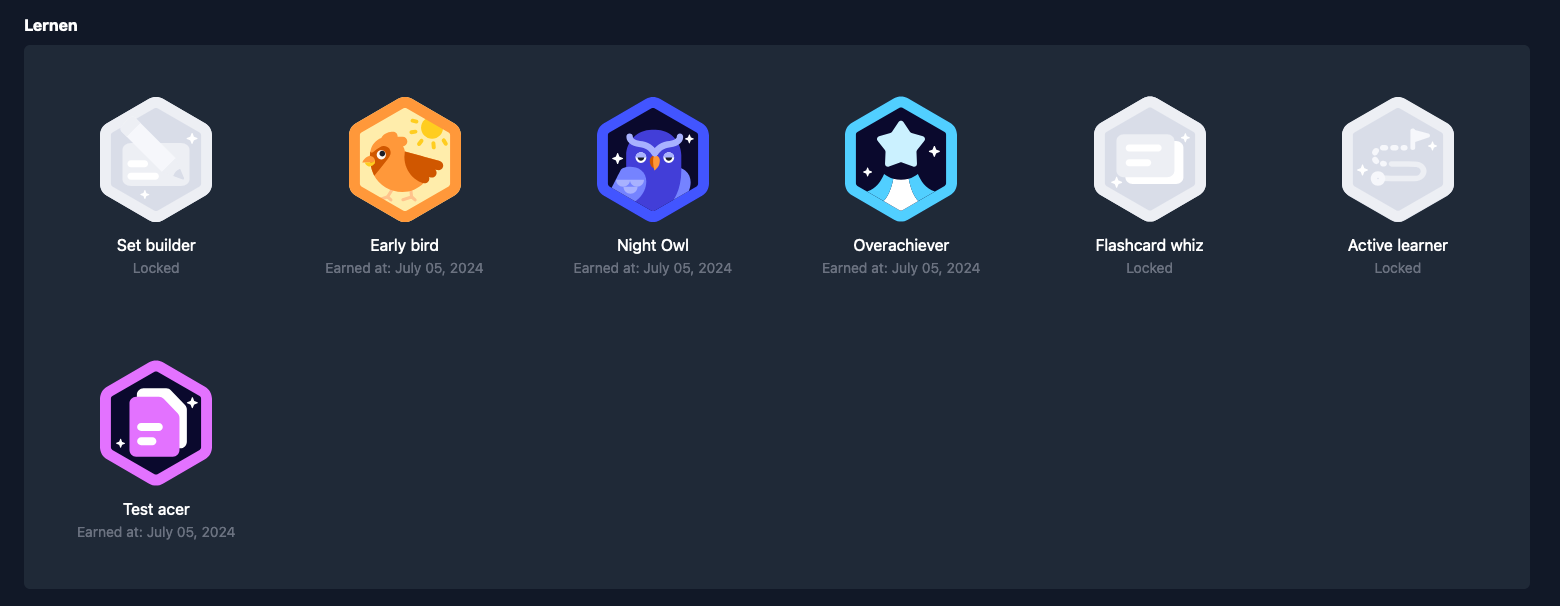 Lernen
Set builder
Locked
Early bird
Earned at: July 05, 2024
Night Owl
Earned at: July 05, 2024
Overachiever
Earned at: July 05, 2024
Flashcard whiz
Locked
Active learner
Locked
Test acer
Earned at: July 05, 2024